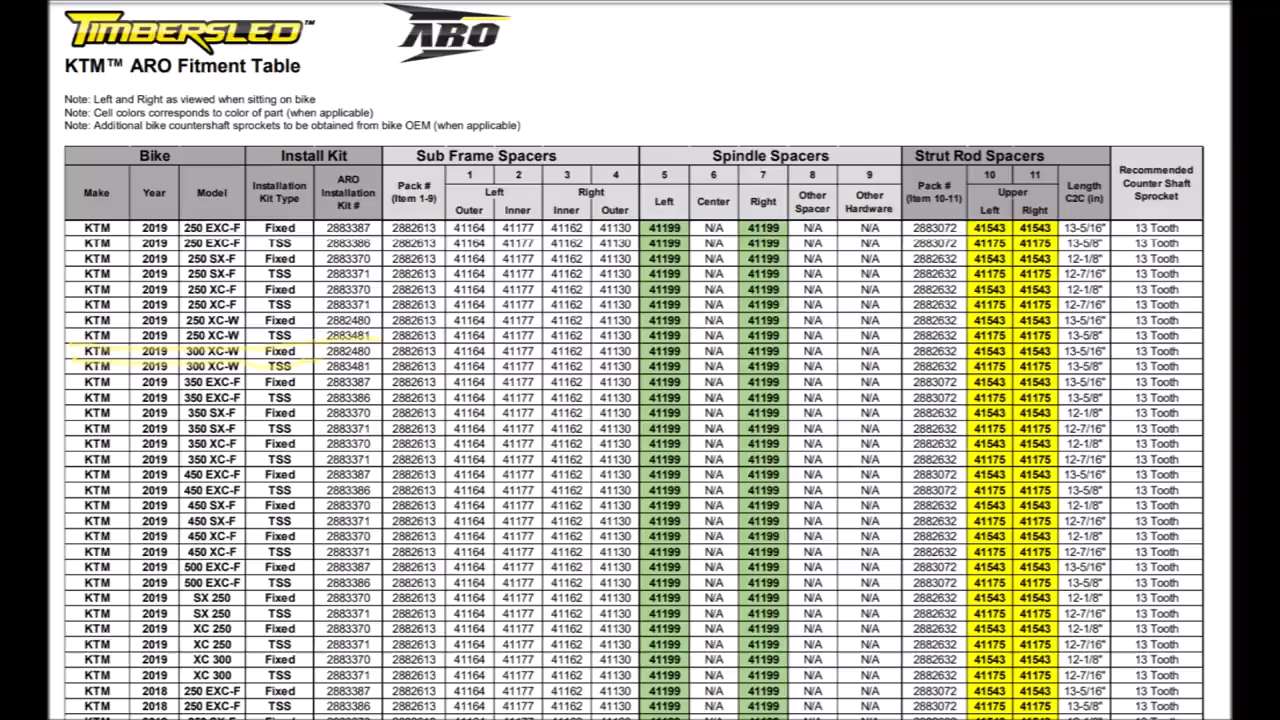 TIMBERSLED™ ARO
KTM™ ARO Fitment Table
Note: Left and Right as viewed when sitting on bike
Note: Cell colors corresponds to color of part (when applicable)
Note: Additional bike countershaft sprockets to be obtained from bike OEM (when applicable)
Bike Install Kit Sub Frame Spacers Spindle Spacers Strut Rod Spacers Recommended Counter Shaft Sprocket
Make Year Model Installation Kit Type ARO Installation Kit # Pack # (Item 1-9) 1 2 3 4 5 6 7 8 9 Pack # (Item 10-11) 10 11 Length C2C (in)
Left Right Left Center Right Other Spacer Other Hardware Upper
Outer Inner Inner Outer Left Right
KTM 2019 250 EXC-F Fixed 2883387 2882613 41164 41177 41162 41130 41199 N/A 41199 N/A N/A 2883072 41543 41543 13-5/16" 13 Tooth
KTM 2019 250 EXC-F TSS 2883386 2882613 41164 41177 41162 41130 41199 N/A 41199 N/A N/A 2883072 41175 41175 13-5/8" 13 Tooth
KTM 2019 250 SX-F Fixed 2883370 2882613 41164 41177 41162 41130 41199 N/A 41199 N/A N/A 2882632 41543 41543 12-1/8" 13 Tooth
KTM 2019 250 SX-F TSS 2883371 2882613 41164 41177 41162 41130 41199 N/A 41199 N/A N/A 2882632 41175 41175 12-7/16" 13 Tooth
KTM 2019 250 XC-F Fixed 2883370 2882613 41164 41177 41162 41130 41199 N/A 41199 N/A N/A 2882632 41543 41543 12-1/8" 13 Tooth
KTM 2019 250 XC-F TSS 2883371 2882613 41164 41177 41162 41130 41199 N/A 41199 N/A N/A 2882632 41175 41175 12-7/16" 13 Tooth
KTM 2019 250 XC-W Fixed 2882480 2882613 41164 41177 41162 41130 41199 N/A 41199 N/A N/A 2882632 41543 41543 13-5/16" 13 Tooth
KTM 2019 250 XC-W TSS 2883481 2882613 41164 41177 41162 41130 41199 N/A 41199 N/A N/A 2882632 41175 41175 13-5/8" 13 Tooth
KTM 2019 300 XC-W Fixed 2882480 2882613 41164 41177 41162 41130 41199 N/A 41199 N/A N/A 2882632 41543 41543 13-5/16" 13 Tooth
KTM 2019 300 XC-W TSS 2883481 2882613 41164 41177 41162 41130 41199 N/A 41199 N/A N/A 2882632 41175 41175 13-5/8" 13 Tooth
KTM 2019 350 EXC-F Fixed 2883387 2882613 41164 41177 41162 41130 41199 N/A 41199 N/A N/A 2883072 41543 41543 13-5/16" 13 Tooth
KTM 2019 350 EXC-F TSS 2883386 2882613 41164 41177 41162 41130 41199 N/A 41199 N/A N/A 2883072 41175 41175 13-5/8" 13 Tooth
KTM 2019 350 SX-F Fixed 2883370 2882613 41164 41177 41162 41130 41199 N/A 41199 N/A N/A 2882632 41543 41543 12-1/8" 13 Tooth
KTM 2019 350 SX-F TSS 2883371 2882613 41164 41177 41162 41130 41199 N/A 41199 N/A N/A 2882632 41175 41175 12-7/16" 13 Tooth
KTM 2019 350 XC-F Fixed 2883370 2882613 41164 41177 41162 41130 41199 N/A 41199 N/A N/A 2882632 41543 41543 12-1/8" 13 Tooth
KTM 2019 350 XC-F TSS 2883371 2882613 41164 41177 41162 41130 41199 N/A 41199 N/A N/A 2882632 41175 41175 12-7/16" 13 Tooth
KTM 2019 450 EXC-F Fixed 2883387 2882613 41164 41177 41162 41130 41199 N/A 41199 N/A N/A 2883072 41543 41543 13-5/16" 13 Tooth
KTM 2019 450 EXC-F TSS 2883386 2882613 41164 41177 41162 41130 41199 N/A 41199 N/A N/A 2883072 41175 41175 13-5/8" 13 Tooth
KTM 2019 450 SX-F Fixed 2883370 2882613 41164 41177 41162 41130 41199 N/A 41199 N/A N/A 2882632 41543 41543 12-1/8" 13 Tooth
KTM 2019 450 SX-F TSS 2883371 2882613 41164 41177 41162 41130 41199 N/A 41199 N/A N/A 2882632 41175 41175 12-7/16" 13 Tooth
KTM 2019 450 XC-F Fixed 2883370 2882613 41164 41177 41162 41130 41199 N/A 41199 N/A N/A 2882632 41543 41543 12-1/8" 13 Tooth
KTM 2019 450 XC-F TSS 2883371 2882613 41164 41177 41162 41130 41199 N/A 41199 N/A N/A 2882632 41175 41175 12-7/16" 13 Tooth
KTM 2019 500 EXC-F Fixed 2883387 2882613 41164 41177 41162 41130 41199 N/A 41199 N/A N/A 2883072 41543 41543 13-5/16" 13 Tooth
KTM 2019 500 EXC-F TSS 2883386 2882613 41164 41177 41162 41130 41199 N/A 41199 N/A N/A 2883072 41175 41175 13-5/8" 13 Tooth
KTM 2019 SX 250 Fixed 2883370 2882613 41164 41177 41162 41130 41199 N/A 41199 N/A N/A 2882632 41543 41543 12-1/8" 13 Tooth
KTM 2019 SX 250 TSS 2883371 2882613 41164 41177 41162 41130 41199 N/A 41199 N/A N/A 2882632 41175 41175 12-7/16" 13 Tooth
KTM 2019 XC 250 Fixed 2883370 2882613 41164 41177 41162 41130 41199 N/A 41199 N/A N/A 2882632 41543 41543 12-1/8" 13 Tooth
KTM 2019 XC 250 TSS 2883371 2882613 41164 41177 41162 41130 41199 N/A 41199 N/A N/A 2882632 41175 41175 12-7/16" 13 Tooth
KTM 2019 XC 300 Fixed 2883370 2882613 41164 41177 41162 41130 41199 N/A 41199 N/A N/A 2882632 41543 41543 12-1/8" 13 Tooth
KTM 2019 XC 300 TSS 2883371 2882613 41164 41177 41162 41130 41199 N/A 41199 N/A N/A 2882632 41175 41175 12-7/16" 13 Tooth
KTM 2018 250 EXC-F Fixed 2883387 2882613 41164 41177 41162 41130 41199 N/A 41199 N/A N/A 2883072 41543 41543 13-5/16" 13 Tooth
KTM 2018 250 EXC-F TSS 2883386 2882613 41164 41177 41162 41130 41199 N/A 41199 N/A N/A 2883072 41175 41175 13-5/8" 13 Tooth